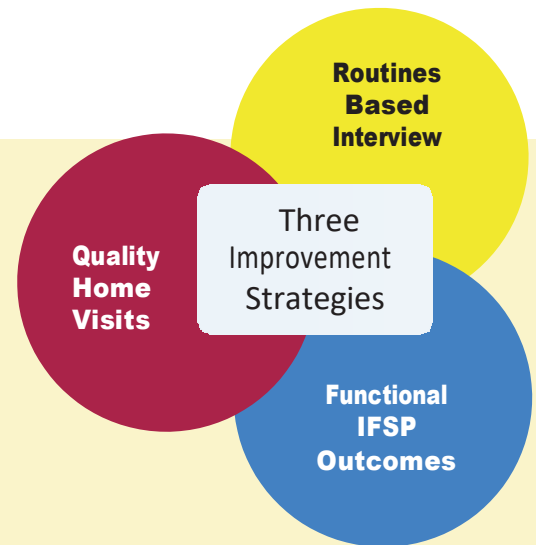 Routines
Based
Interview
Three
Improvement
Strategies
Quality
Home
Visits
Functional
IFSP
Outcomes